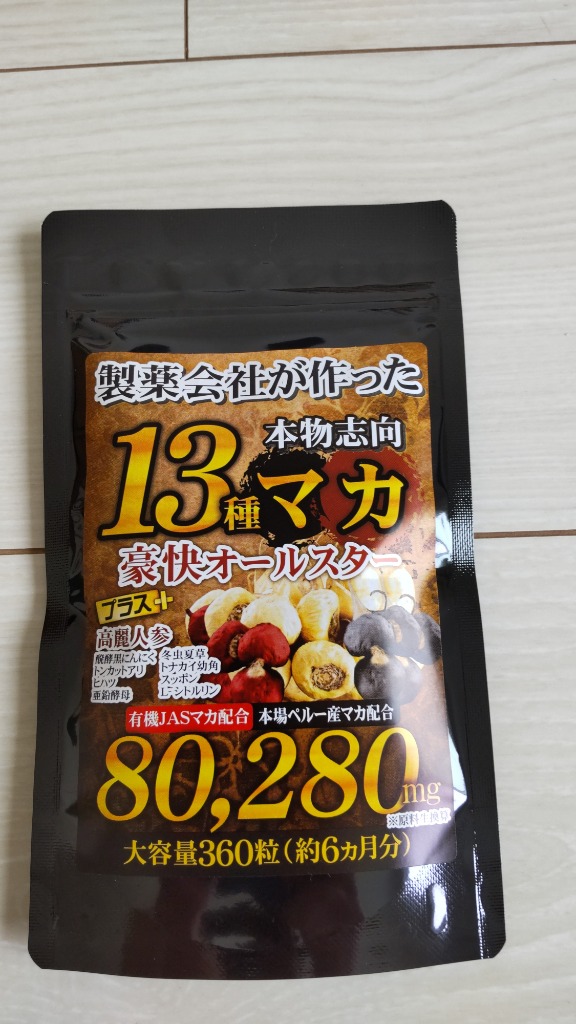 製薬会社が作った
本物志向
13種マカ
豪快オールスター
プラス+
高麗人参
醗酵黒にんにく
トンカットアリ
ヒハツ
亜鉛酵母
冬虫夏草
トナカイ幼角
スッポン
L-シトルリン
有機JASマカ配合 本場ペルー産マカ配合
80,280mg
※原料生換算
大容量360粒(約6ヵ月分)